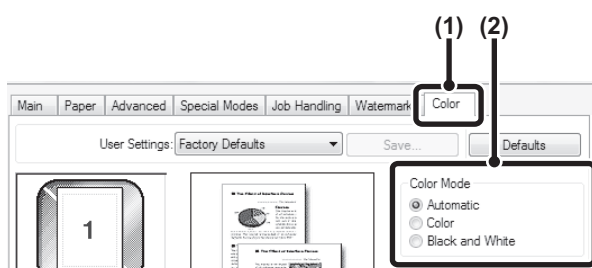 (1) (2)
Main Paper Advanced Special Modes Job Handling Watermark Color
User Settings: Factory Defaults Save... Defaults
Color Mode
Automatic
Color
Black and White
1